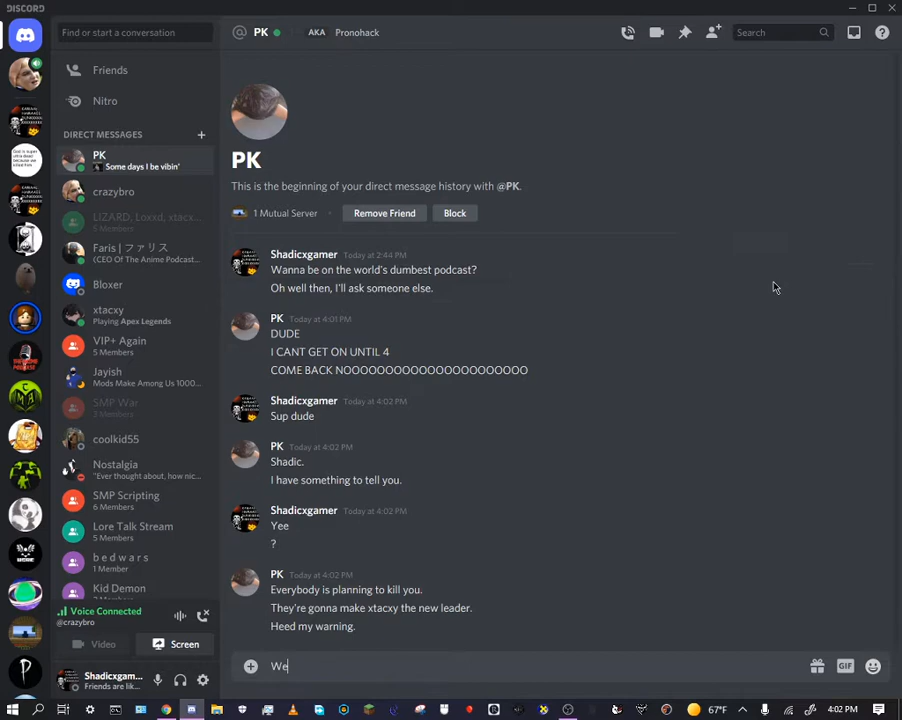 DISCORD
Find or start a conversation
@ PK AKA Pronohack
Search
Friends
Nitro
DIRECT MESSAGES
PK
Some days I be vibin'
crazybro
LIZARD, Loxxd, xtacx...
6 Members
Faris | ファリス
(CEO Of The Anime Podcast...
Bloxer
xtacxy
Playing Apex Legends
VIP+ Again
5 Members
Jayish
Mods Make Among Us 1000...
SMP War
coolkid55
Nostalgia
"Ever thought about, how nic...
SMP Scripting
6 Members
Lore Talk Stream
5 Members
b e d w a r s
1 Member
Kid Demon
Voice Connected
@crazybro
Video
Screen
Shadicxgam...
Friends are lik...
PK
This is the beginning of your direct message history with @PK.
1 Mutual Server
Remove Friend
Block
Shadicxgamer Today at 2:44 PM
Wanna be on the world's dumbest podcast?
Oh well then, I'll ask someone else.
PK Today at 4:01 PM
DUDE
I CANT GET ON UNTIL 4
COME BACK NOOOOOOOOOOOOOOOOOOOOOO
Shadicxgamer Today at 4:02 PM
Sup dude
PK Today at 4:02 PM
Shadic.
I have something to tell you.
Shadicxgamer Today at 4:02 PM
Yee
?
PK Today at 4:02 PM
Everybody is planning to kill you.
They're gonna make xtacxy the new leader.
Heed my warning.
We
GIF
67°F
4:02 PM